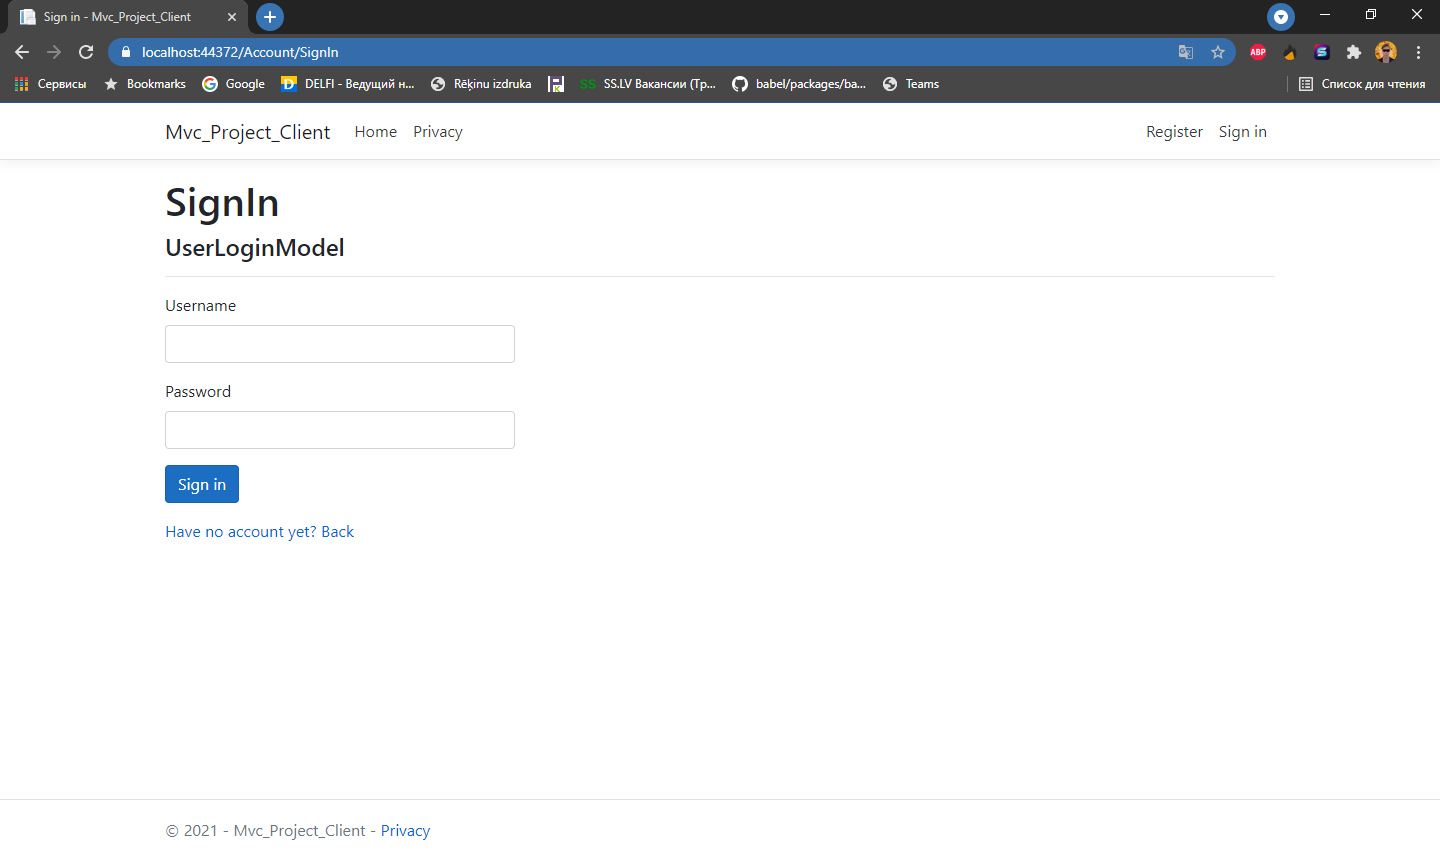 Sign in - Mvc_Project_Client
localhost:44372/Account/SignIn
ABP
Сервисы Bookmarks Google DELFI - Ведущий н... Rēķinu izdruka SS SS.LV Вакансии (Тр... babel/packages/ba... Teams Список для чтения
Mvc_Project_Client Home Privacy Register Sign in
SignIn
UserLoginModel
Username
Password
Sign in
Have no account yet? Back
© 2021 - Mvc_Project_Client - Privacy